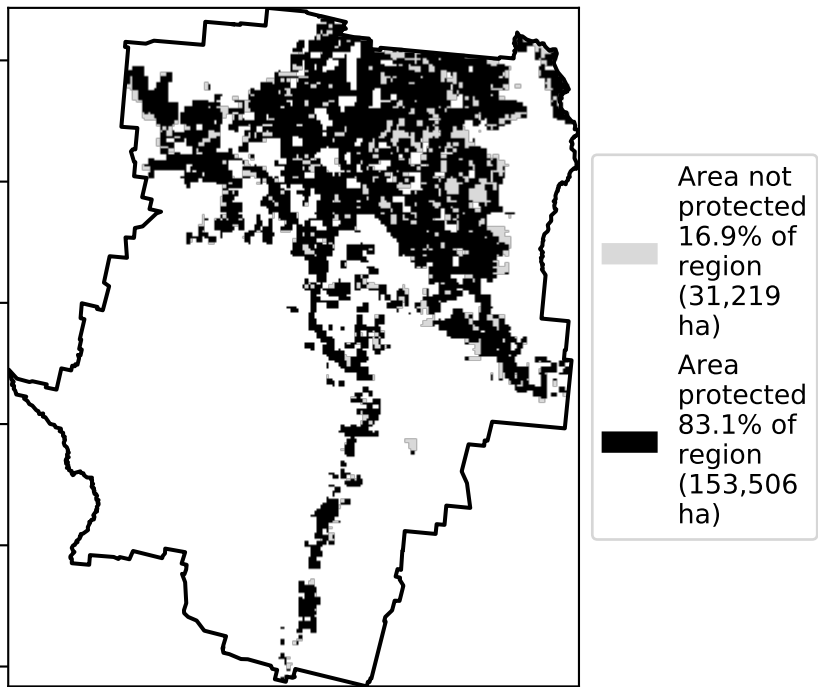 Area not
protected
16.9% of
region
(31,219
ha)
Area
protected
83.1% of
region
(153,506
ha)